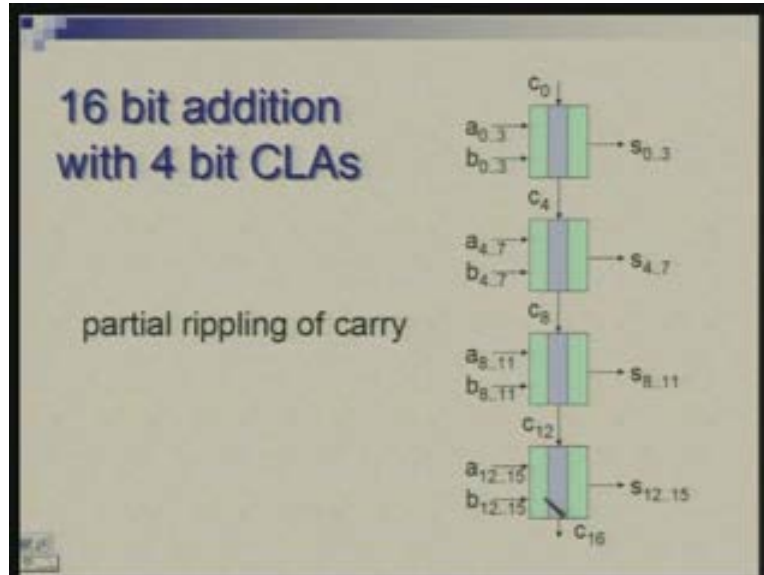 16 bit addition
with 4 bit CLAs
partial rippling of carry
c₀
a₀..₃
b₀..₃
s₀..₃
c₄
a₄..₇
b₄..₇
s₄..₇
c₈
a₈..₁₁
b₈..₁₁
s₈..₁₁
c₁₂
a₁₂..₁₅
b₁₂..₁₅
s₁₂..₁₅
c₁₆